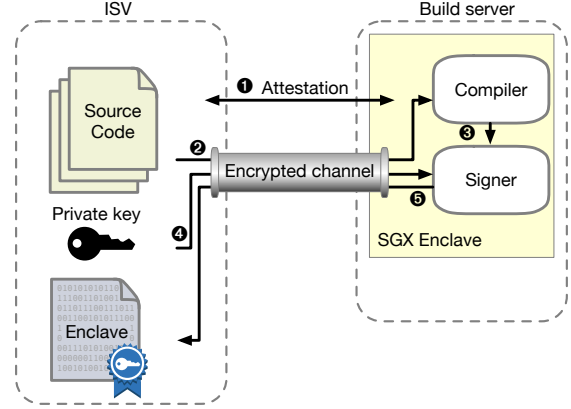 ISV
Build server
❶ Attestation
Source
Code
Compiler
❷
❸
Encrypted channel
Signer
❺
Private key
❹
SGX Enclave
Enclave